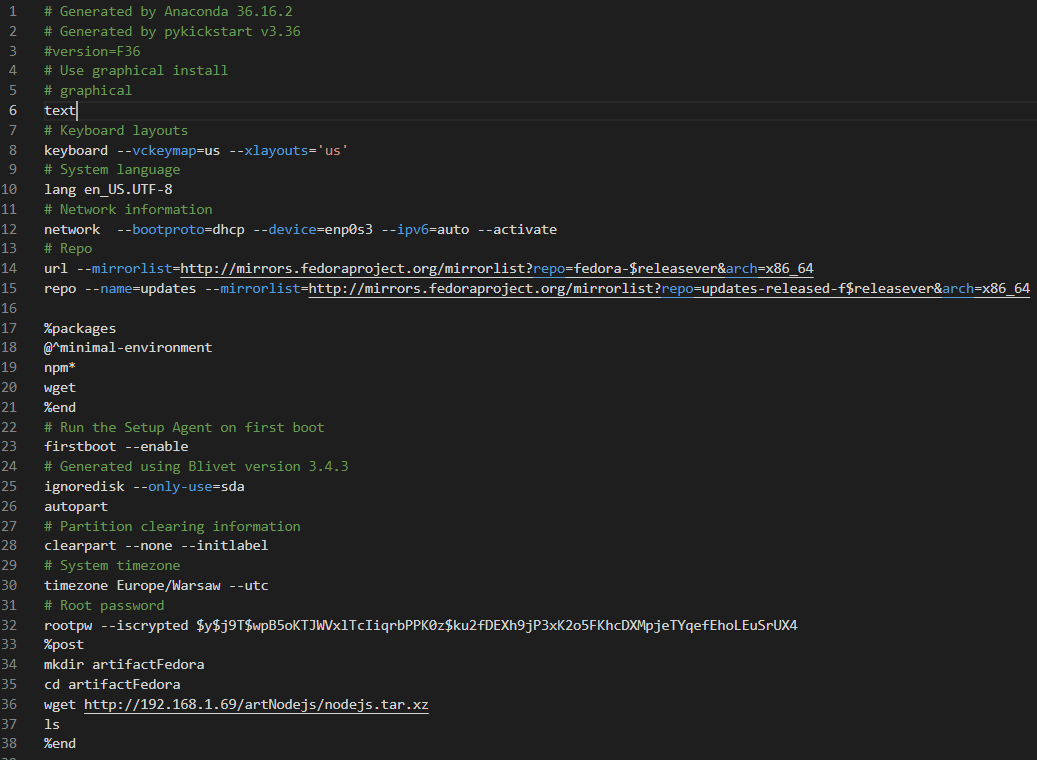 1 # Generated by Anaconda 36.16.2
2 # Generated by pykickstart v3.36
3 #version=F36
4 # Use graphical install
5 # graphical
6 text
7 # Keyboard layouts
8 keyboard --vckeymap=us --xlayouts='us'
9 # System language
10 lang en_US.UTF-8
11 # Network information
12 network  --bootproto=dhcp --device=enp0s3 --ipv6=auto --activate
13 # Repo
14 url --mirrorlist=http://mirrors.fedoraproject.org/mirrorlist?repo=fedora-$releasever&arch=x86_64
15 repo --name=updates --mirrorlist=http://mirrors.fedoraproject.org/mirrorlist?repo=updates-released-f$releasever&arch=x86_64
16
17 %packages
18 @^minimal-environment
19 npm*
20 wget
21 %end
22 # Run the Setup Agent on first boot
23 firstboot --enable
24 # Generated using Blivet version 3.4.3
25 ignoredisk --only-use=sda
26 autopart
27 # Partition clearing information
28 clearpart --none --initlabel
29 # System timezone
30 timezone Europe/Warsaw --utc
31 # Root password
32 rootpw --iscrypted $y$j9T$wpB5oKTJWVxlTcIiqrbPPK0z$ku2fDEXh9jP3xK2o5FKhcDXMpjeTYqefEhoLEuSrUX4
33 %post
34 mkdir artifactFedora
35 cd artifactFedora
36 wget http://192.168.1.69/artNodejs/nodejs.tar.xz
37 ls
38 %end